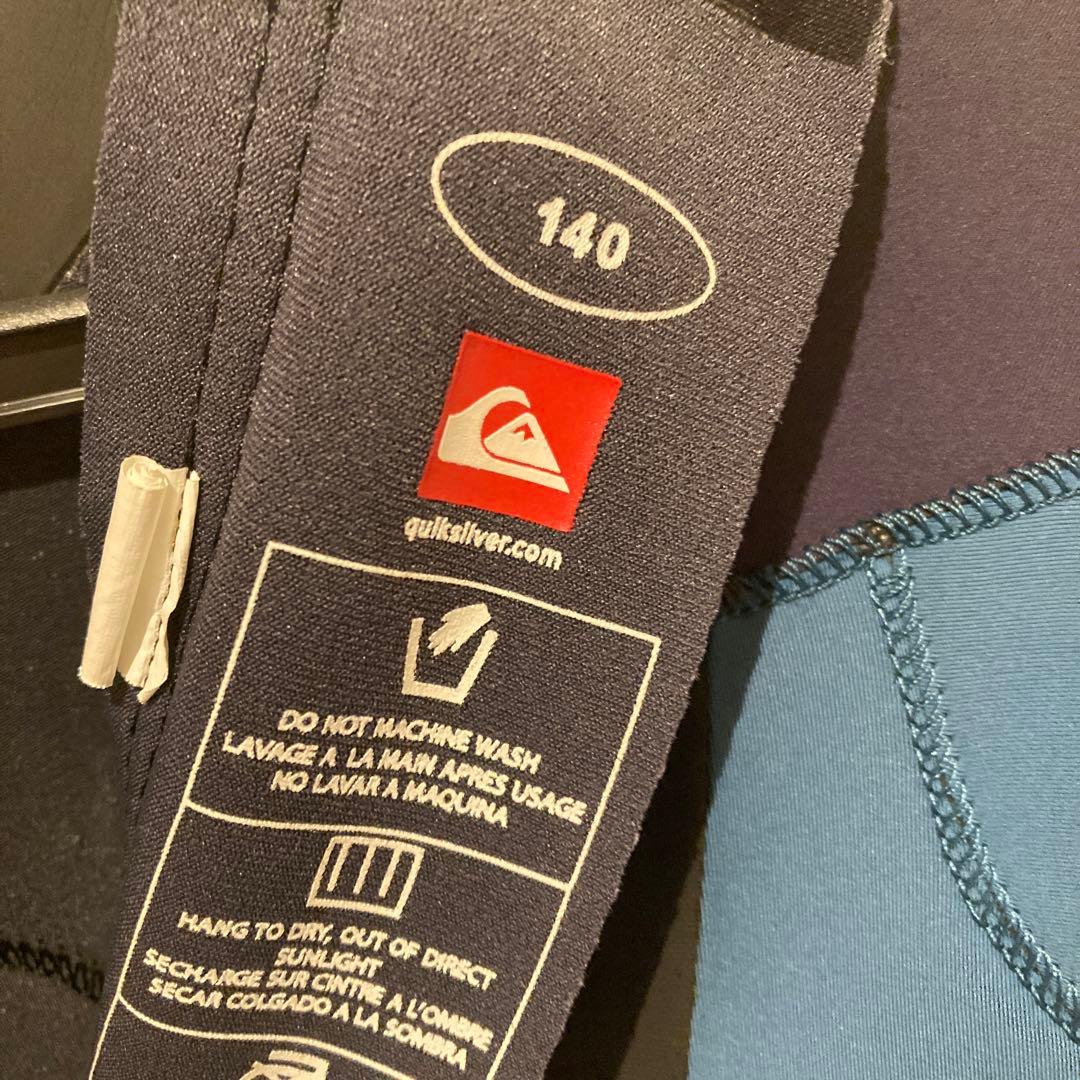 140
quiksilver.com
DO NOT MACHINE WASH
LAVAGE A LA MAIN APRES USAGE
NO LAVAR A MAQUINA
HANG TO DRY, OUT OF DIRECT
SUNLIGHT
SECHARGE SUR CINTRE A L'OMBRE
SECAR COLGADO A LA SOMBRA